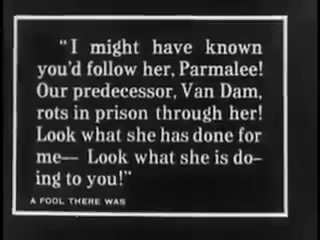 "I might have known
you'd follow her, Parmalee!
Our predecessor, Van Dam,
rots in prison through her!
Look what she has done for
me— Look what she is do-
ing to you!"
A FOOL THERE WAS